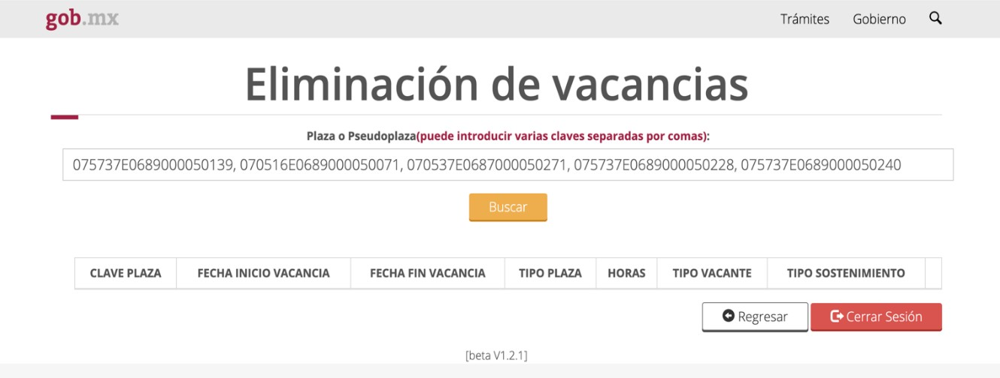 gob.mx Trámites Gobierno
Eliminación de vacancias
Plaza o Pseudoplaza(puede introducir varias claves separadas por comas):
075737E0689000050139, 070516E0689000050071, 070537E0687000050271, 075737E0689000050228, 075737E0689000050240
Buscar
CLAVE PLAZA FECHA INICIO VACANCIA FECHA FIN VACANCIA TIPO PLAZA HORAS TIPO VACANTE TIPO SOSTENIMIENTO
Regresar Cerrar Sesión
[beta V1.2.1]